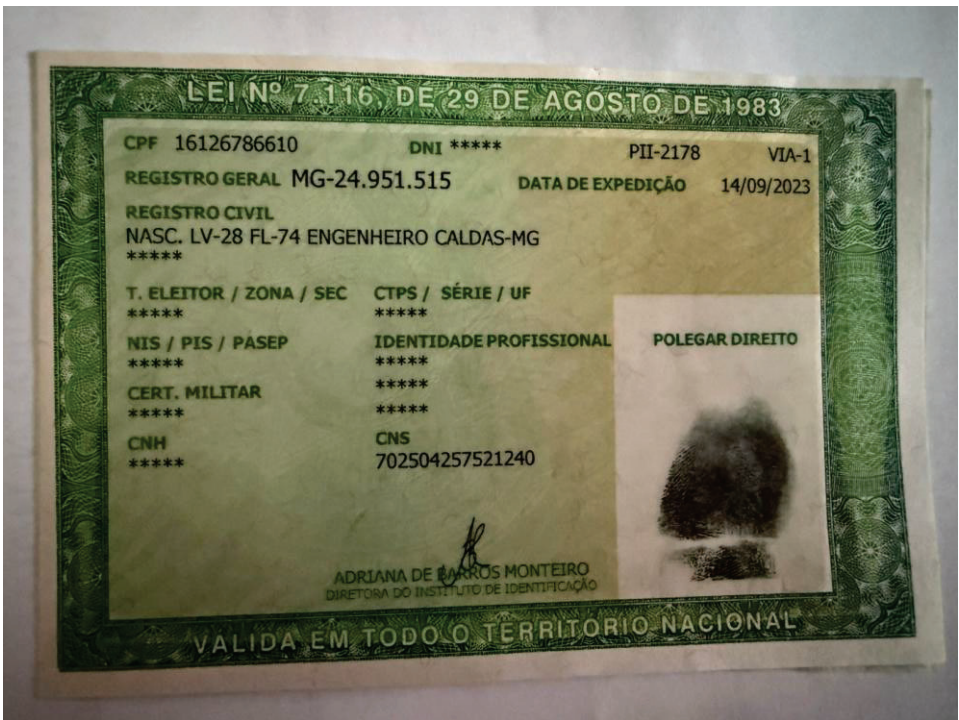 LEI Nº 7.116, DE 29 DE AGOSTO DE 1983
CPF 16126786610 DNI ***** PII-2178 VIA-1
REGISTRO GERAL MG-24.951.515 DATA DE EXPEDIÇÃO 14/09/2023
REGISTRO CIVIL
NASC. LV-28 FL-74 ENGENHEIRO CALDAS-MG
*****
T. ELEITOR / ZONA / SEC CTPS / SÉRIE / UF
***** *****
NIS / PIS / PASEP IDENTIDADE PROFISSIONAL POLEGAR DIREITO
***** *****
*****
CERT. MILITAR
***** *****
CNH CNS
***** 702504257521240
ADRIANA DE BARROS MONTEIRO
DIRETORA DO INSTITUTO DE IDENTIFICAÇÃO
VALIDA EM TODO O TERRITÓRIO NACIONAL